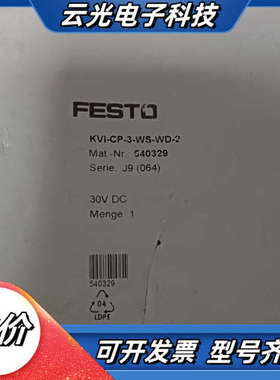 云光电子科技
FESTO
KVI-CP-3-WS-WD-2
Mat.-Nr.: 540329
Serie: J9 (064)
30V DC
Menge: 1
540329
04
LDPE
价
可开发票 型号齐